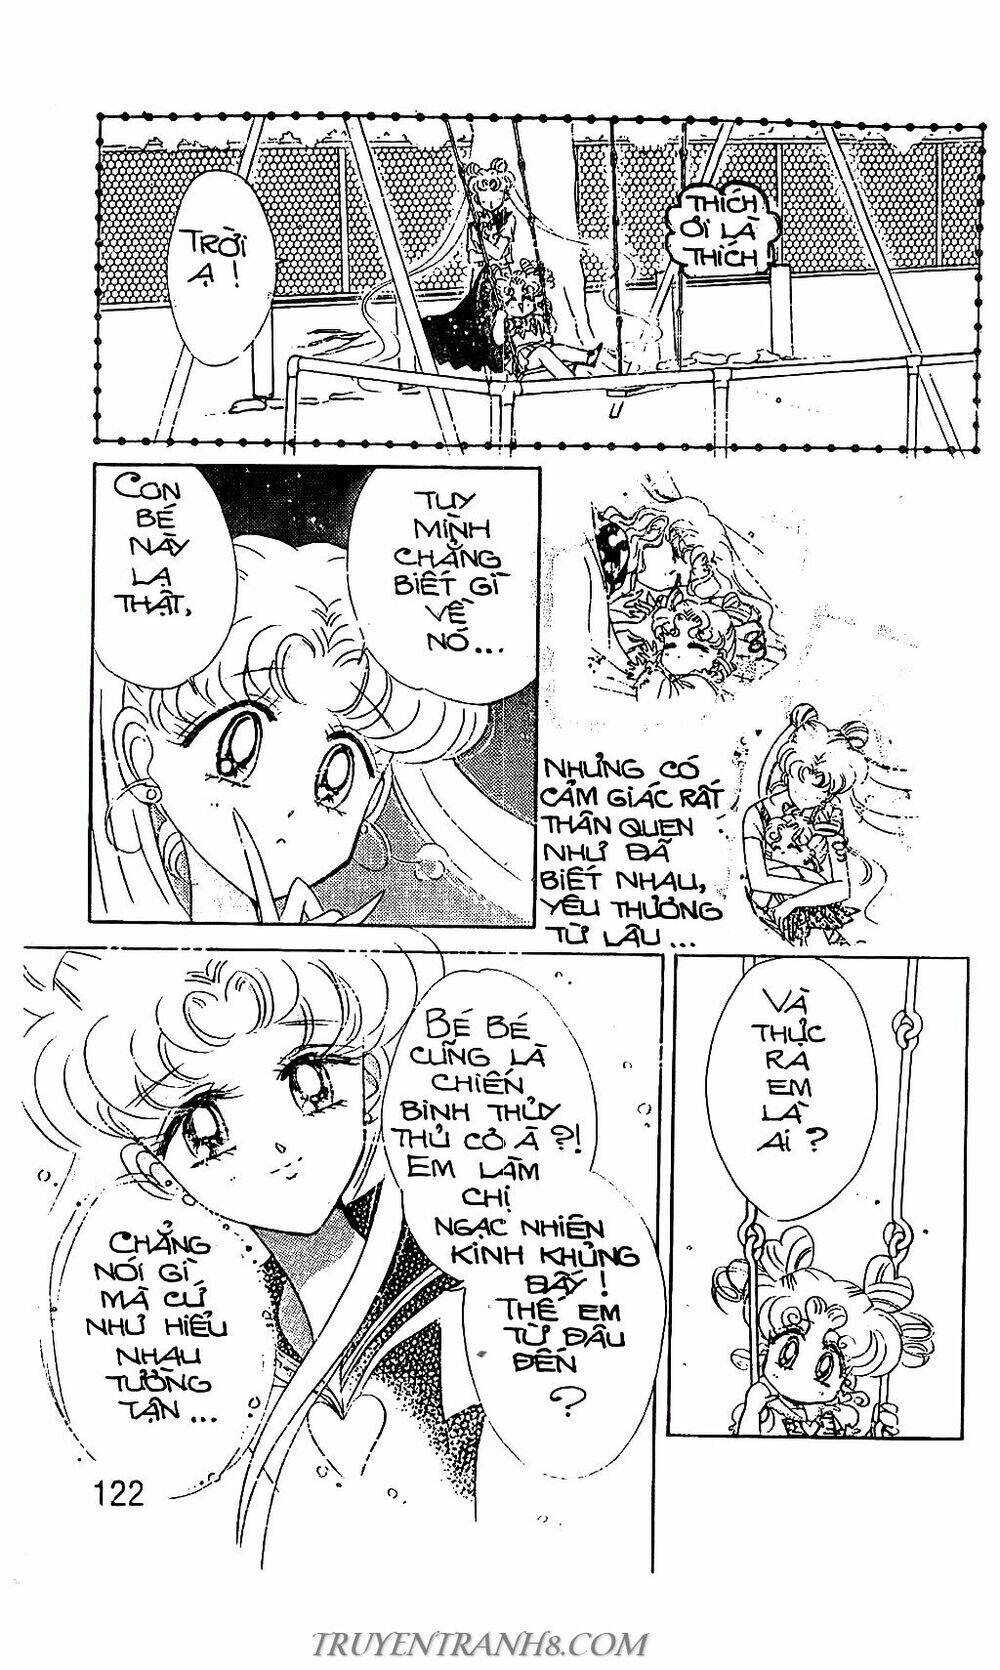 TRỜI
Ạ !
THÍCH
ƠI LÀ
THÍCH
CON
BÉ
NÀY
LẠ
THẬT,
TUY
MÌNH
CHẲNG
BIẾT GÌ
VỀ
NÓ...
NHƯNG CÓ
CẢM GIÁC RẤT
THÂN QUEN
NHƯ ĐÃ
BIẾT NHAU,
YÊU THƯƠNG
TỪ LÂU ...
BÉ BÉ
CŨNG LÀ
CHIẾN
BINH THỦY
THỦ CƠ À ?!
EM LÀM
CHỊ
NGẠC NHIÊN
KINH KHỦNG
ĐẤY !
THẾ EM
TỪ ĐÂU
ĐẾN
?
CHẲNG
NÓI GÌ
MÀ CỨ
NHƯ HIỂU
NHAU
TƯỜNG
TẬN ...
VÀ
THỰC
RA
EM
LÀ
AI ?
122
TRUYENTRANH8.COM